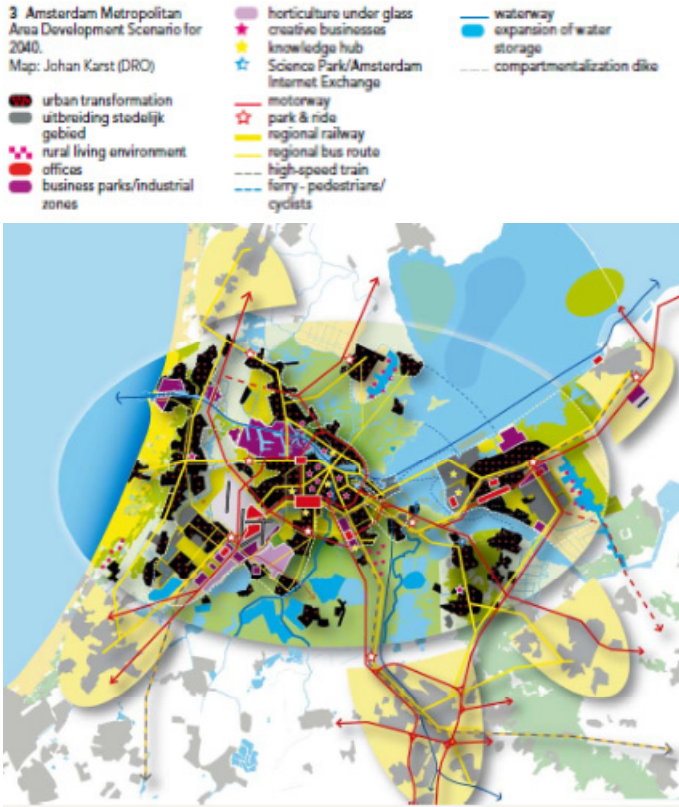 3 Amsterdam Metropolitan
Area Development Scenario for
2040.
Map: Johan Karst (DRO)
urban transformation
uitbreiding stedelijk
gebied
rural living environment
offices
business parks/industrial
zones
horticulture under glass
creative businesses
knowledge hub
Science Park/Amsterdam
Internet Exchange
motorway
park & ride
regional railway
regional bus route
high-speed train
ferry - pedestrians/
cyclists
waterway
expansion of water
storage
compartmentalization dike